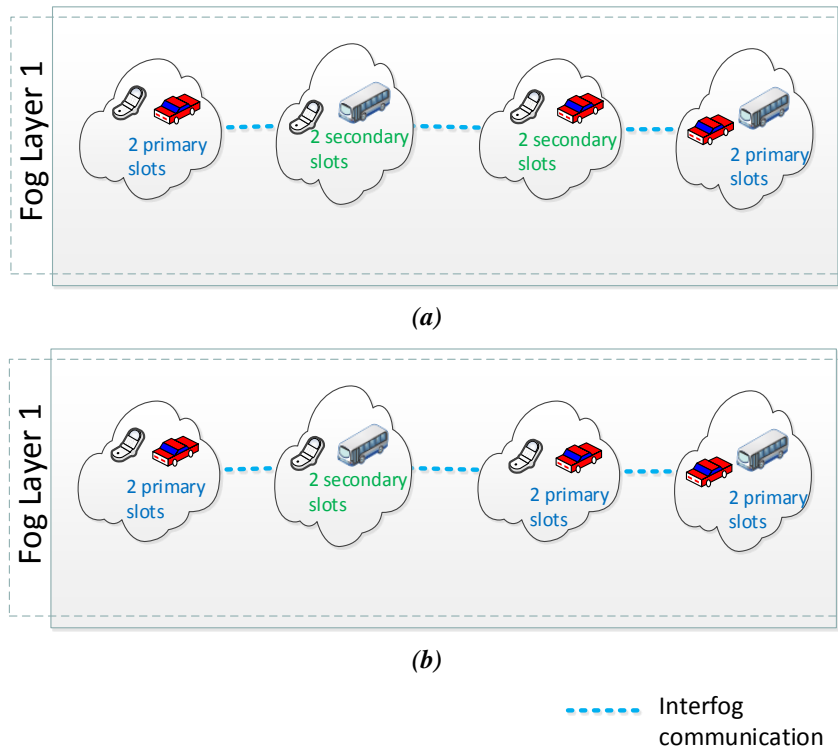 Fog Layer 1
2 primary
slots
2 secondary
slots
2 secondary
slots
2 primary
slots
(a)
Fog Layer 1
2 primary
slots
2 secondary
slots
2 primary
slots
2 primary
slots
(b)
Interfog
communication